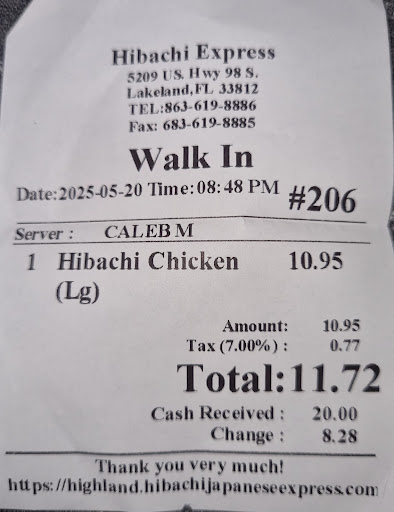 Hibachi Express
5209 US. Hwy 98 S.
Lakeland,FL 33812
TEL:863-619-8886
Fax: 683-619-8885
Walk In
Date:2025-05-20 Time:08:48 PM #206
Server : CALEB M
1 Hibachi Chicken 10.95
(Lg)
Amount: 10.95
Tax (7.00%) : 0.77
Total:11.72
Cash Received : 20.00
Change : 8.28
Thank you very much!
https://highland.hibachijapaneseexpress.com